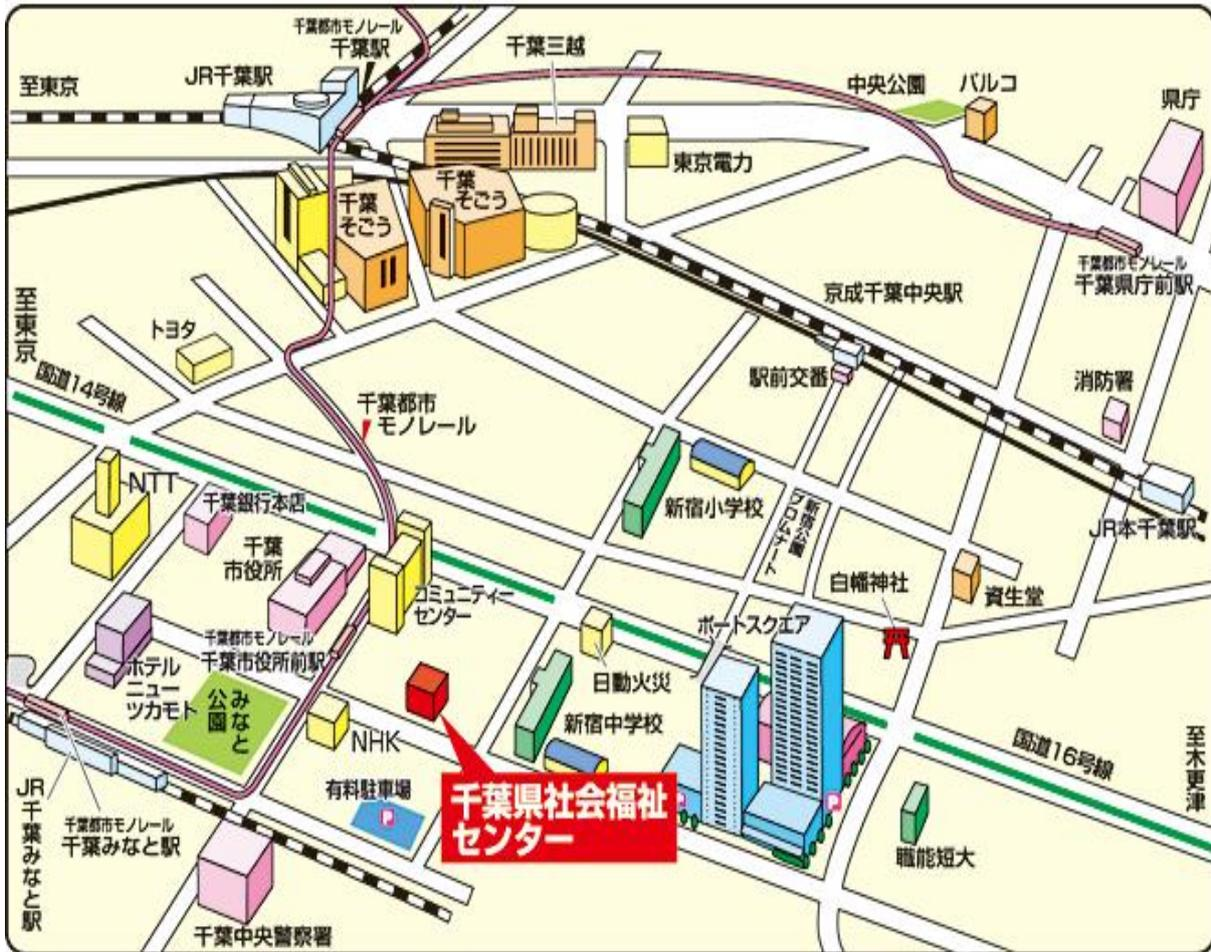 千葉都市モノレール
千葉駅
千葉三越
JR千葉駅
至東京
中央公園
パルコ
県庁
東京電力
千葉
そごう
千葉
そごう
千葉都市モノレール
千葉県庁前駅
京成千葉中央駅
至東京
トヨタ
国道14号線
駅前交番
消防署
千葉都市
モノレール
NTT
千葉銀行本店
新宿小学校
新宿公園
プロムナード
JR本千葉駅
千葉
市役所
コミュニティー
センター
白幡神社
資生堂
ポートスクエア
千葉都市モノレール
千葉市役所前駅
ホテル
ニュー
ツカモト
みなと
公園
日動火災
新宿中学校
NHK
国道16号線
至木更津
有料駐車場
P
千葉県社会福祉
センター
P
P
JR千葉みなと駅
千葉都市モノレール
千葉みなと駅
職能短大
千葉中央警察署